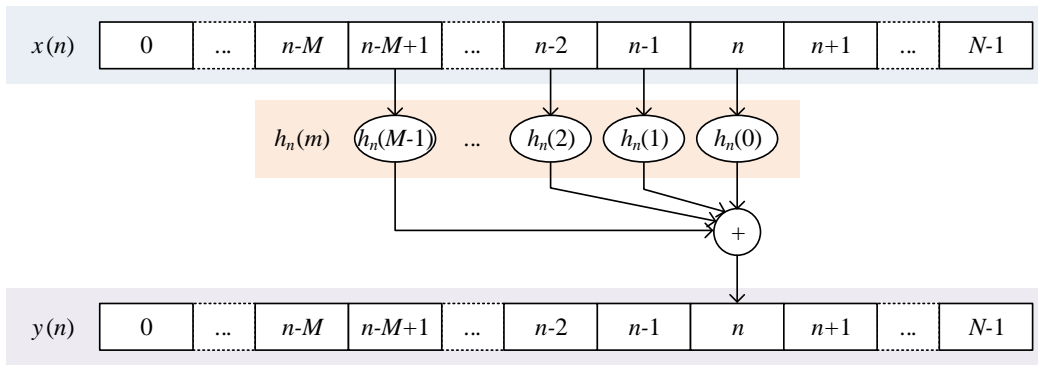 x(n) 0 ... n-M n-M+1 ... n-2 n-1 n n+1 ... N-1
hₙ(m) hₙ(M-1) ... hₙ(2) hₙ(1) hₙ(0)
+
y(n) 0 ... n-M n-M+1 ... n-2 n-1 n n+1 ... N-1